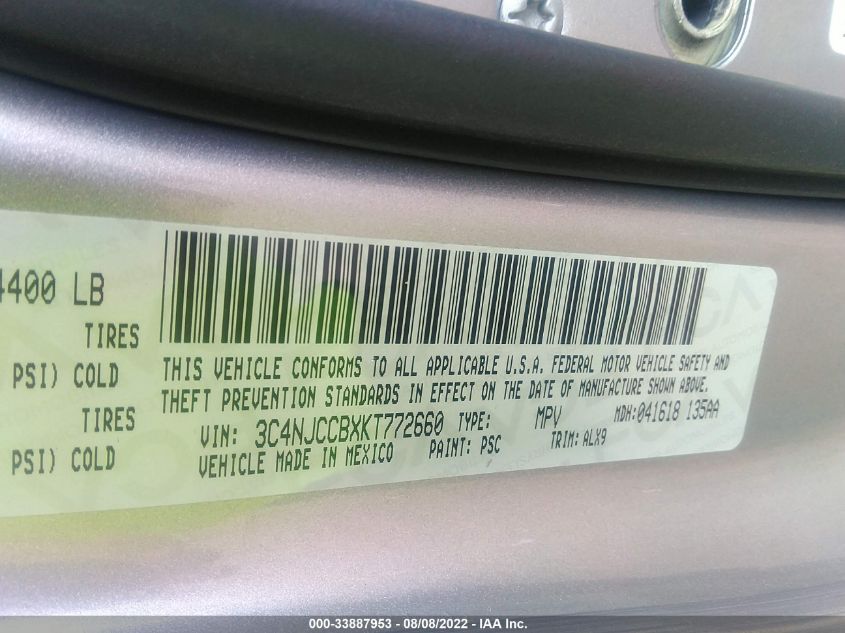 4400 LB
TIRES
PSI) COLD
TIRES
PSI) COLD
THIS VEHICLE CONFORMS TO ALL APPLICABLE U.S.A. FEDERAL MOTOR VEHICLE SAFETY AND
THEFT PREVENTION STANDARDS IN EFFECT ON THE DATE OF MANUFACTURE SHOWN ABOVE.
VIN: 3C4NJCCBXKT772660 TYPE: MPV MDH:041618 135AA
VEHICLE MADE IN MEXICO PAINT: PSC TRIM: ALX9
000-33887953 - 08/08/2022 - IAA Inc.